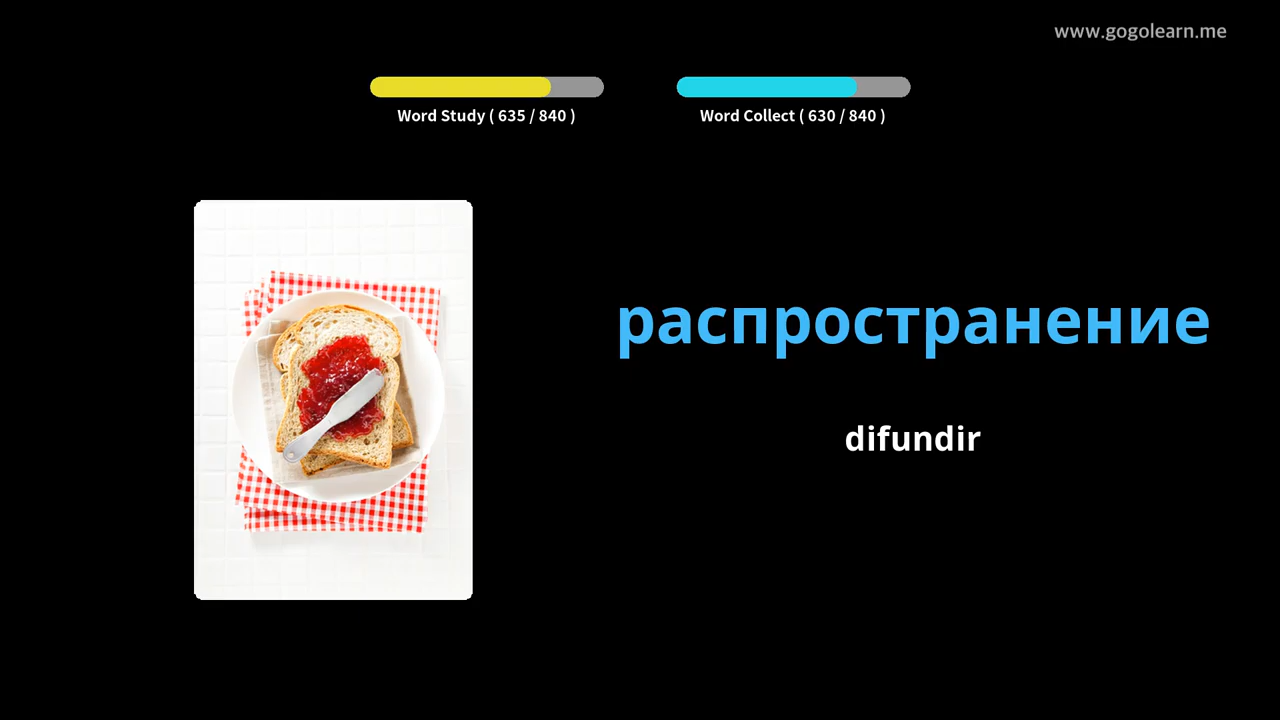 www.gogolearn.me
Word Study ( 635 / 840 )
Word Collect ( 630 / 840 )
распространение
difundir